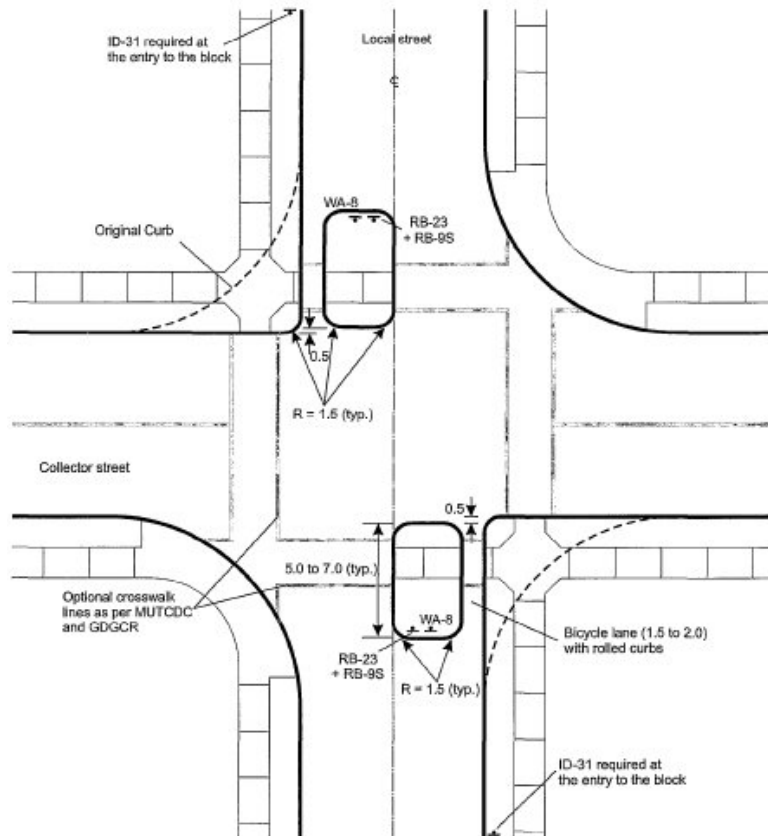 ID-31 required at
the entry to the block
Local street
WA-8
RB-23
+ RB-9S
Original Curb
0.5
R = 1.5 (typ.)
Collector street
0.5
5.0 to 7.0 (typ.)
Optional crosswalk
lines as per MUTCDC
and GDGCR
WA-8
Bicycle lane (1.5 to 2.0)
with rolled curbs
RB-23
+ RB-9S
R = 1.5 (typ.)
ID-31 required at
the entry to the block